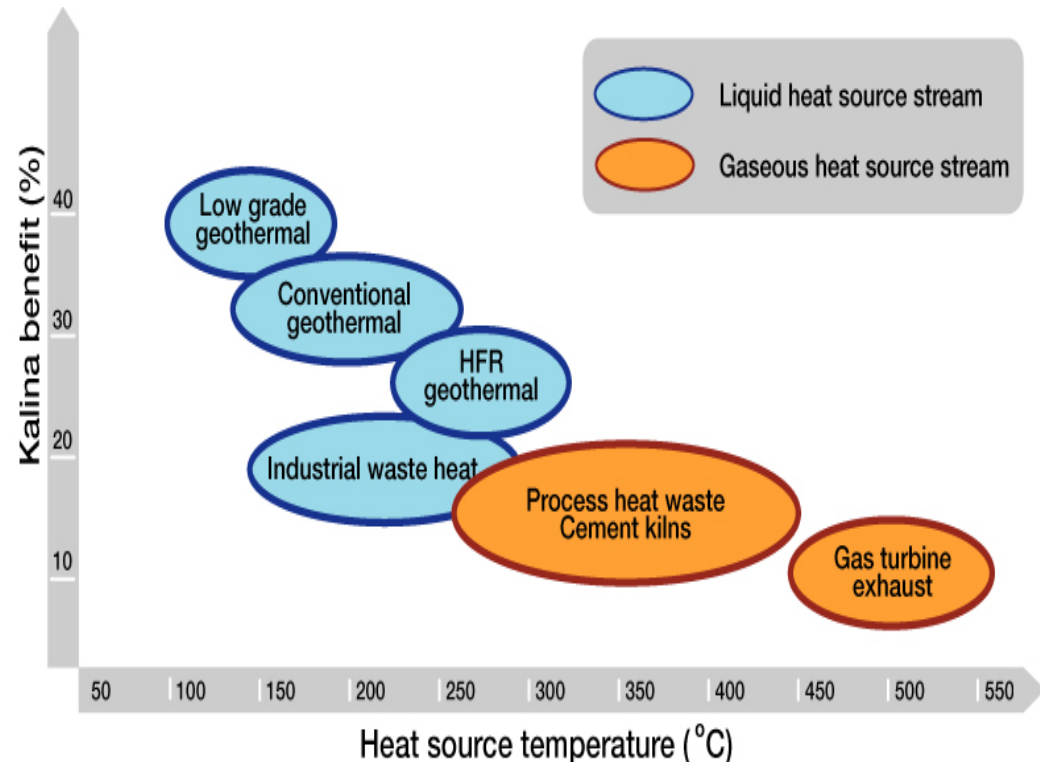 Kalina benefit (%)
40
30
20
10
Liquid heat source stream
Gaseous heat source stream
Low grade
geothermal
Conventional
geothermal
HFR
geothermal
Industrial waste heat
Process heat waste
Cement kilns
Gas turbine
exhaust
50 100 150 200 250 300 350 400 450 500 550
Heat source temperature (°C)